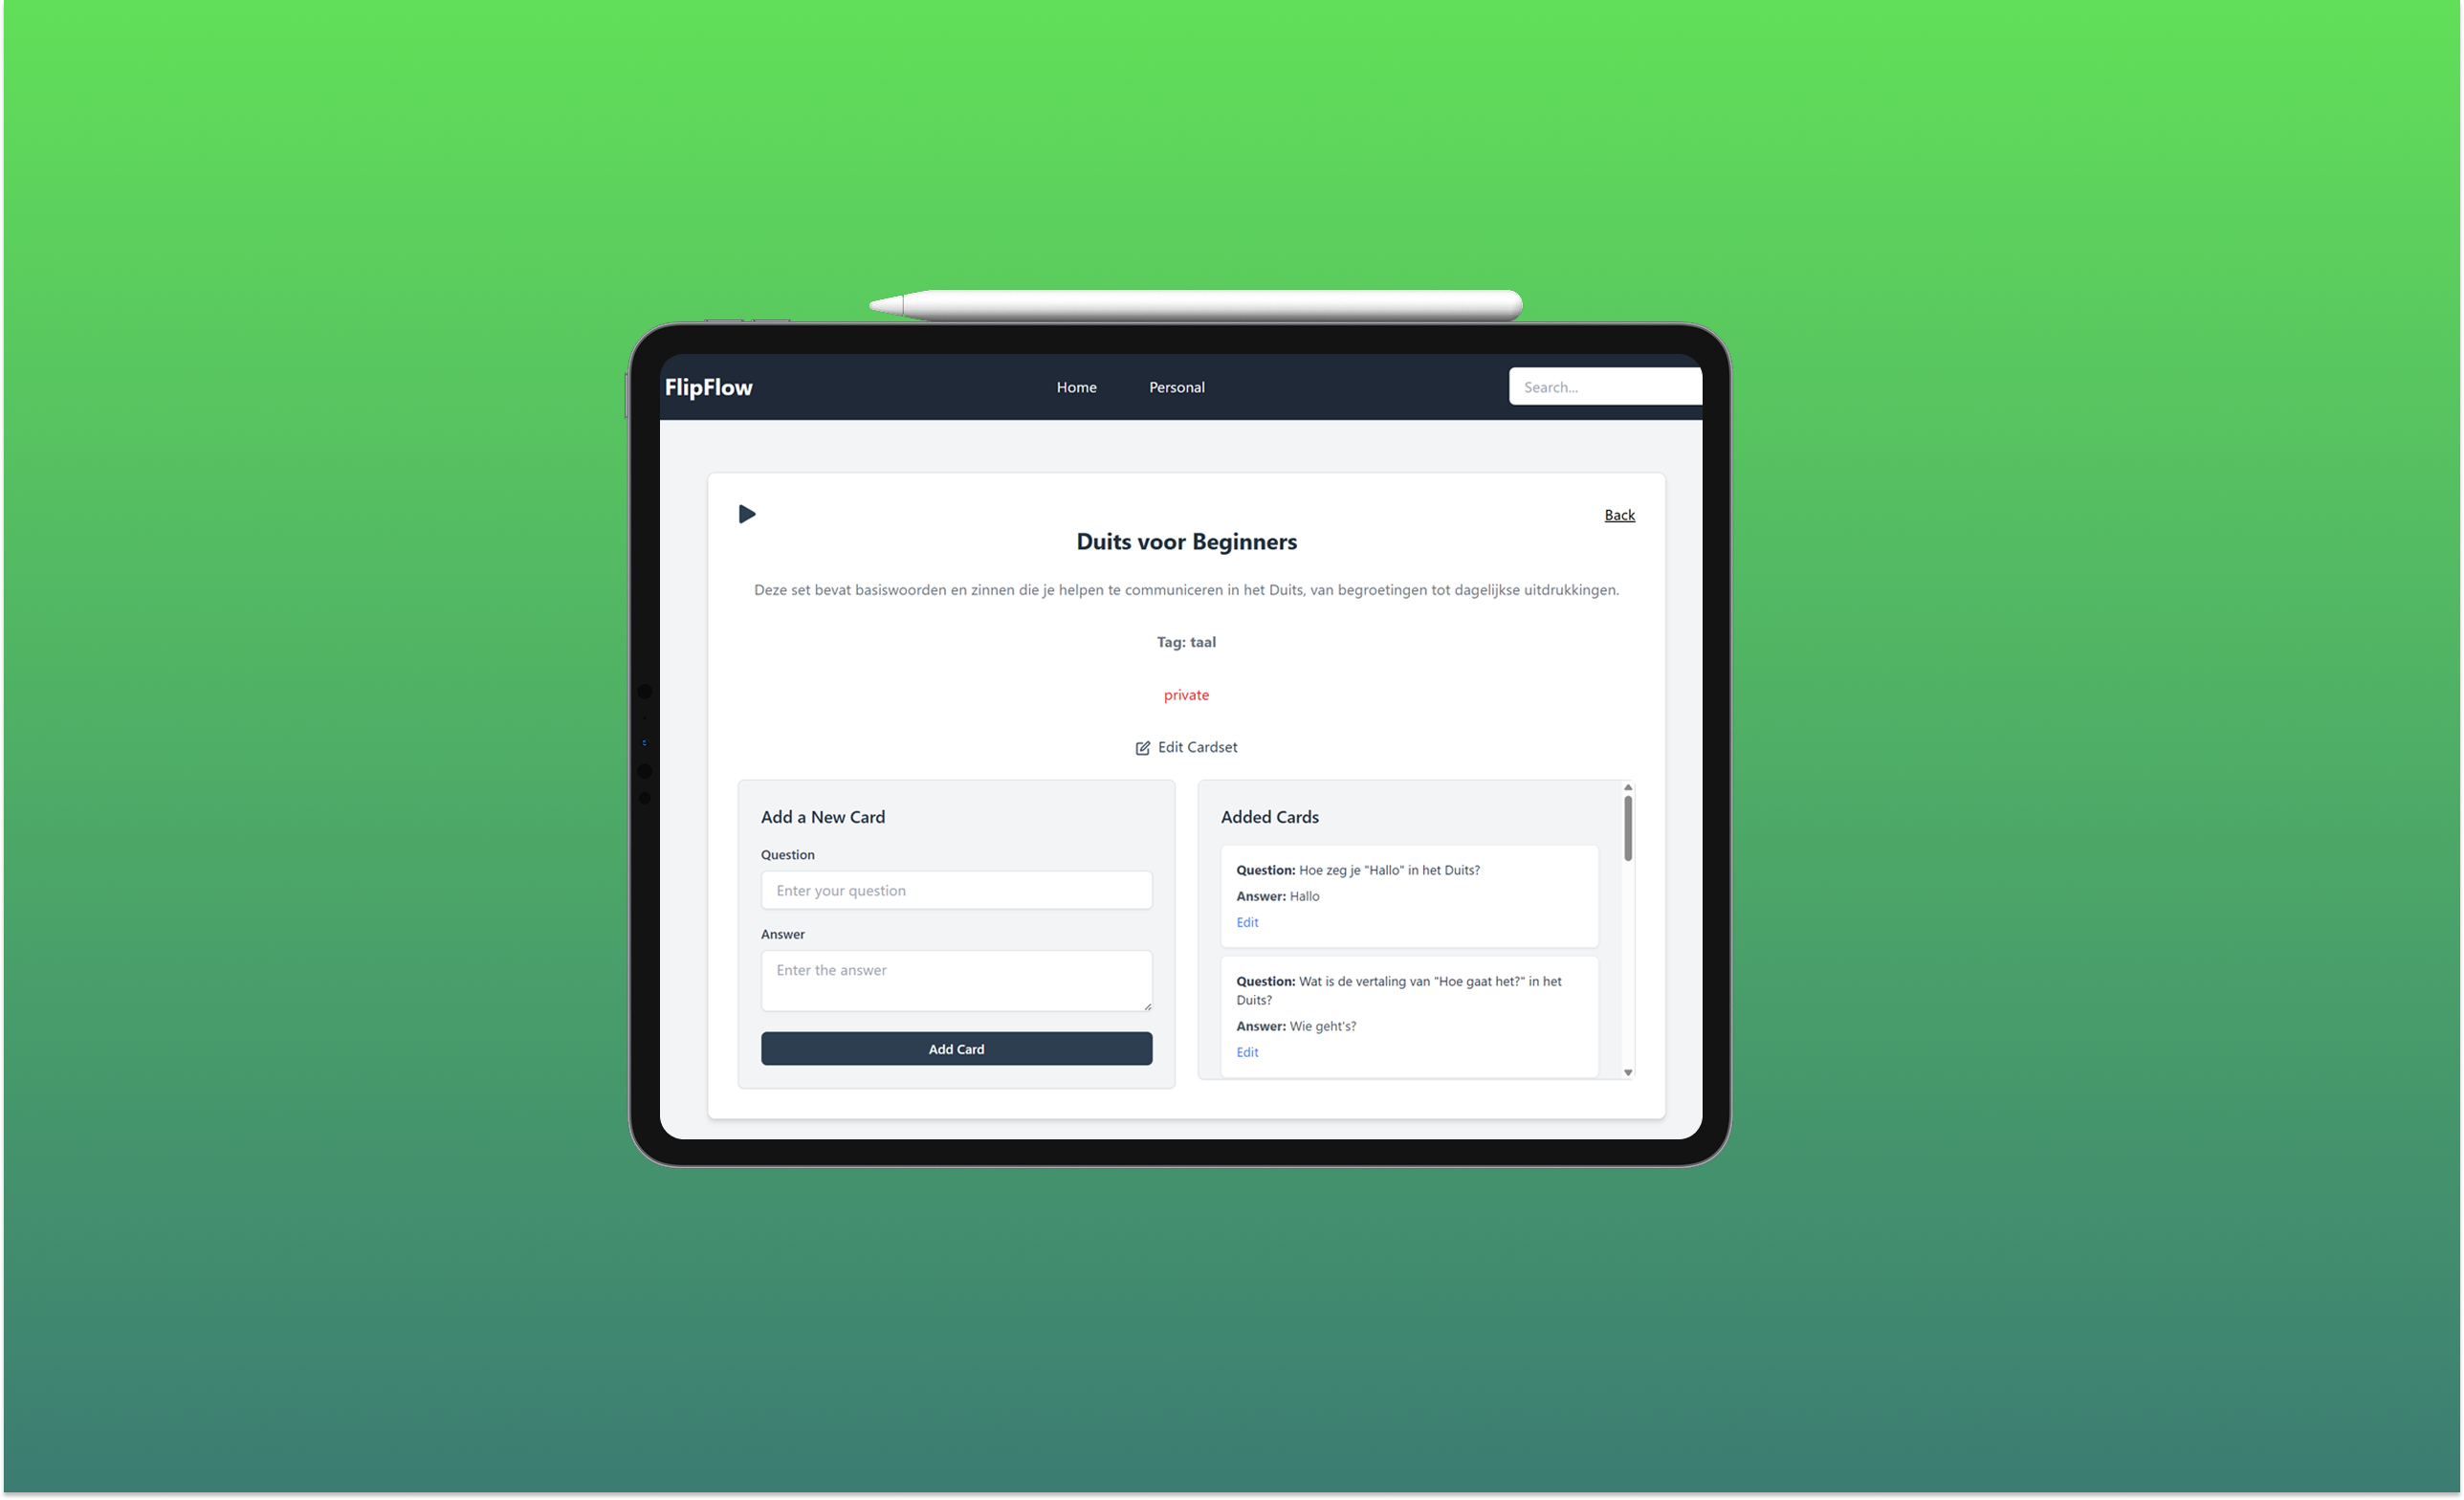 FlipFlow
Home
Personal
Search...
Back
Duits voor Beginners
Deze set bevat basiswoorden en zinnen die je helpen te communiceren in het Duits, van begroetingen tot dagelijkse uitdrukkingen.
Tag: taal
private
Edit Cardset
Add a New Card
Question
Enter your question
Answer
Enter the answer
Add Card
Added Cards
Question: Hoe zeg je "Hallo" in het Duits?
Answer: Hallo
Edit
Question: Wat is de vertaling van "Hoe gaat het?" in het
Duits?
Answer: Wie geht's?
Edit